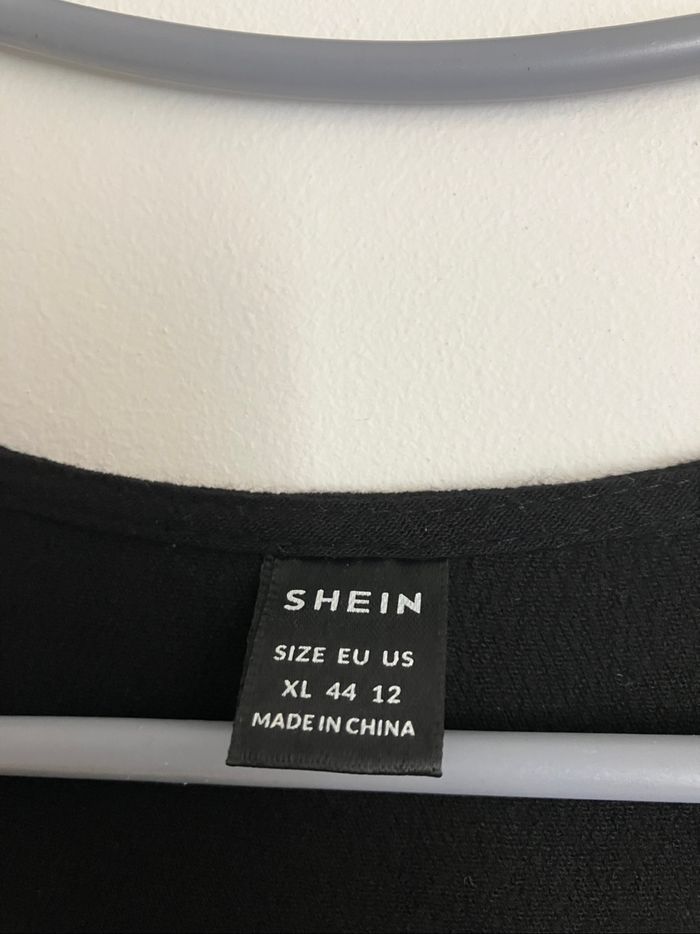 SHEIN
SIZE EU US
XL 44 12
MADE IN CHINA